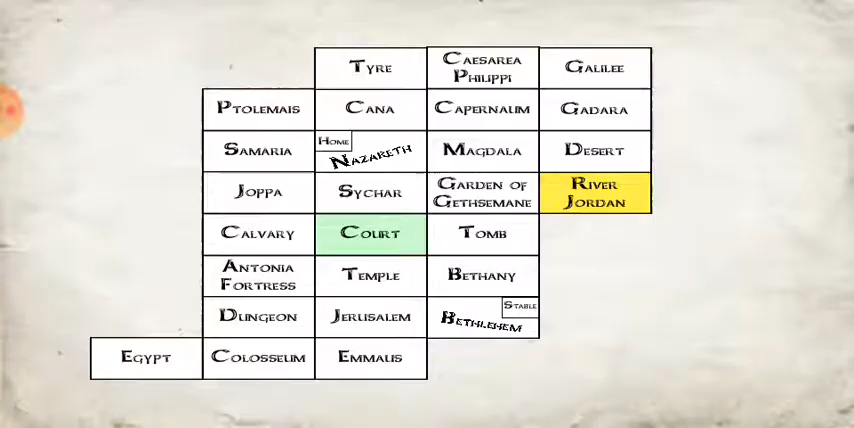 Tyre
Caesarea
Philippi
Galilee
Ptolemais
Cana
Capernaum
Gadara
Samaria
Home
Nazareth
Magdala
Desert
Joppa
Sychar
Garden of
Gethsemane
River
Jordan
Calvary
Court
Tomb
Antonia
Fortress
Temple
Bethany
Dungeon
Jerusalem
Stable
Bethlehem
Egypt
Colosseum
Emmaus